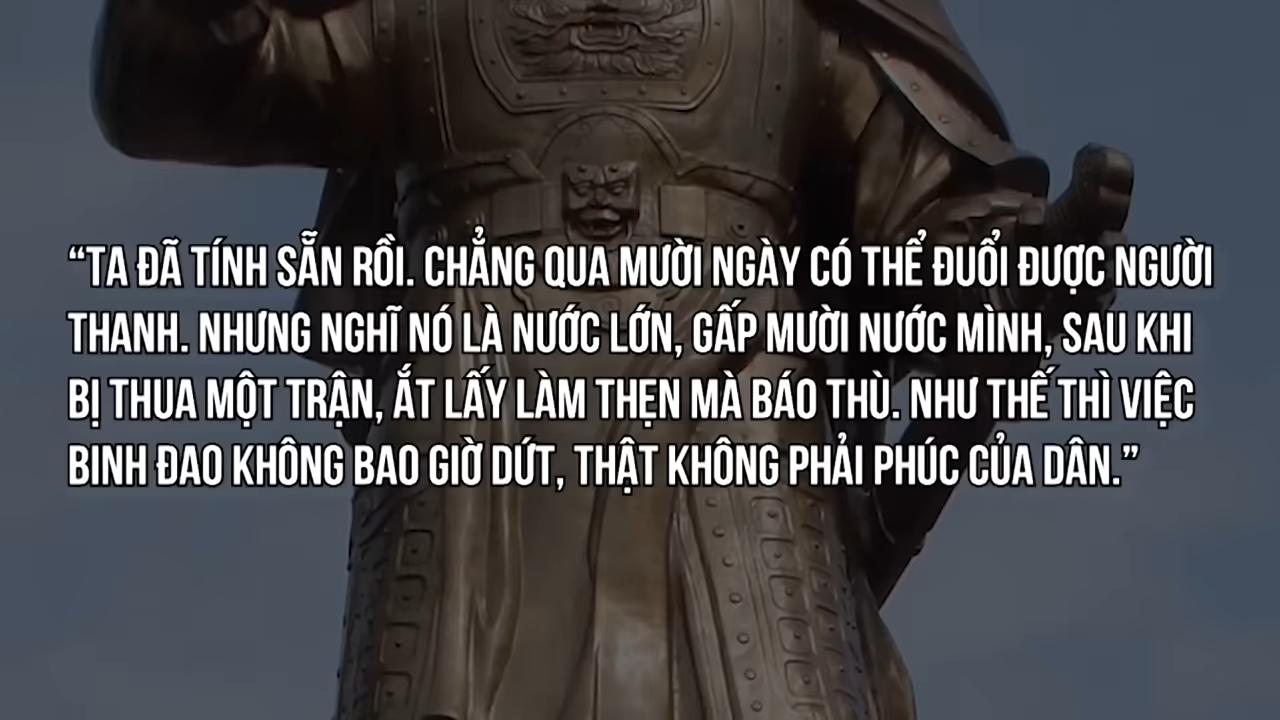 “TA ĐÃ TÍNH SẴN RỒI. CHẲNG QUA MƯỜI NGÀY CÓ THỂ ĐUỔI ĐƯỢC NGƯỜI
THANH. NHƯNG NGHĨ NÓ LÀ NƯỚC LỚN, GẤP MƯỜI NƯỚC MÌNH, SAU KHI
BỊ THUA MỘT TRẬN, ẮT LẤY LÀM THẸN MÀ BÁO THÙ. NHƯ THẾ THÌ VIỆC
BINH ĐAO KHÔNG BAO GIỜ DỨT, THẬT KHÔNG PHẢI PHÚC CỦA DÂN.”